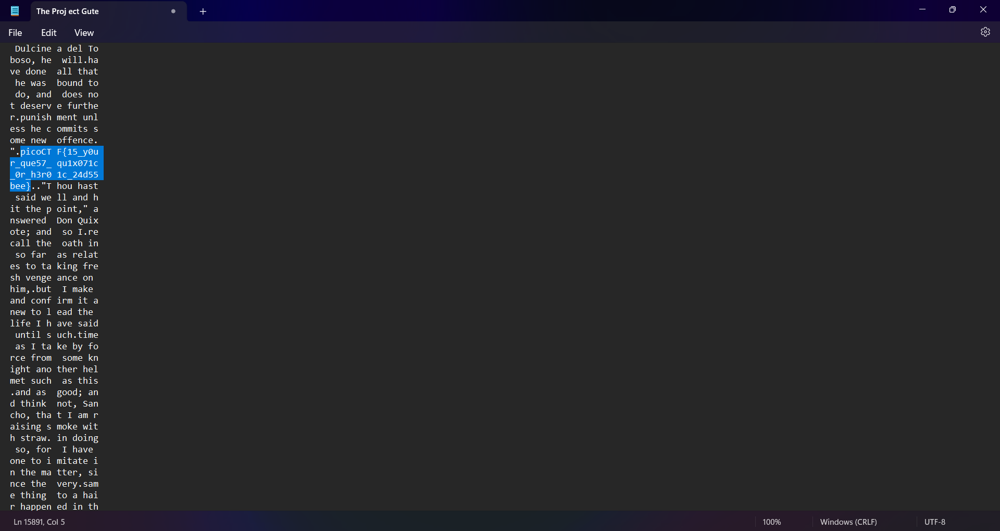 The Proj ect Gute
File Edit View
Dulcine a del To
boso, he  will.ha
ve done  all that
he was  bound to
do, and  does no
t deserv e furthe
r.punish ment unl
ess he c ommits s
ome new  offence.
".picoCT F{15_y0u
r_que57_ qu1x071c
_0r_h3r0 1c_24d55
bee}.."T hou hast
said we ll and h
it the p oint," a
nswered  Don Quix
ote; and  so I.re
call the  oath in
so far  as relat
es to ta king fre
sh venge ance on
him,.but  I make
and conf irm it a
new to l ead the
life I h ave said
until s uch.time
as I ta ke by fo
rce from  some kn
ight ano ther hel
met such  as this
.and as  good; an
d think  not, San
cho, tha t I am r
aising s moke wit
h straw. in doing
so, for  I have
one to i mitate i
n the ma tter, si
nce the  very.sam
e thing  to a hai
r happen ed in th
Ln 15891, Col 5 100% Windows (CRLF) UTF-8